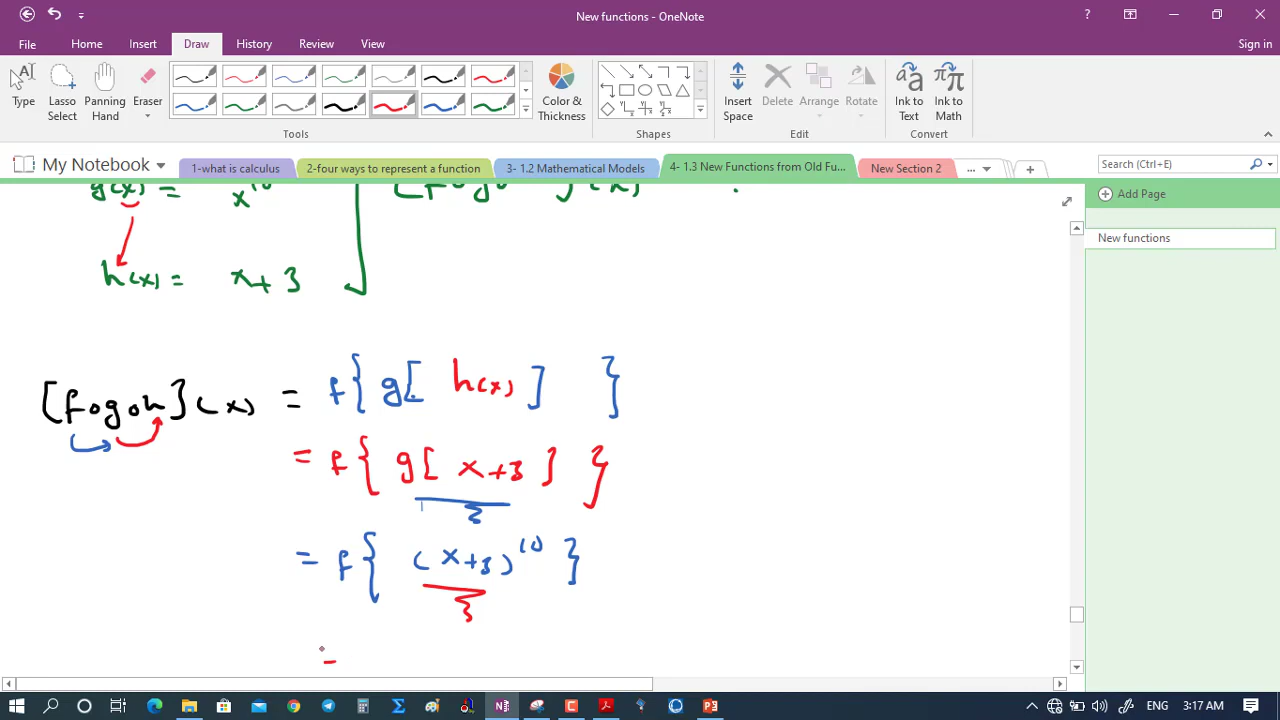 New functions - OneNote
File Home Insert Draw History Review View
Sign in
Type Lasso Select Panning Hand Eraser Color & Thickness Insert Space Delete Arrange Rotate Ink to Text Ink to Math
Tools Shapes Edit Convert
My Notebook 1-what is calculus 2-four ways to represent a function 3- 1.2 Mathematical Models 4- 1.3 New Functions from Old Fu... New Section 2 ... Search (Ctrl+E)
Add Page
New functions
g(x) = x^10
h(x) = x+3
[fogoh](x) = f{ g[ h(x) ] }
= f{ g[ x+3 ] }
= f{ (x+3)^10 }
ENG 3:17 AM